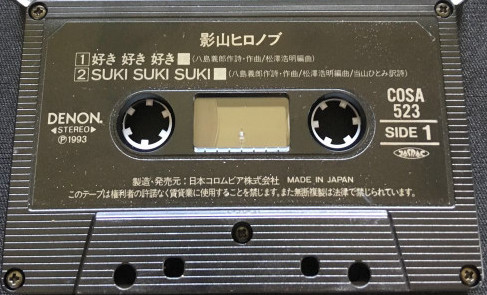 影山ヒロノブ
1 好き 好き 好き■(八島義郎作詩・作曲/松澤浩明編曲)
2 SUKI SUKI SUKI■(八島義郎作詩・作曲/松澤浩明編曲/当山ひとみ訳詩)
DENON
◀STEREO▶
Ⓟ1993
COSA
523
SIDE 1
製造・発売元:日本コロムビア株式会社 MADE IN JAPAN
このテープは権利者の許諾なく賃貸業に使用することを禁じます。また無断複製は法律で禁じられています。